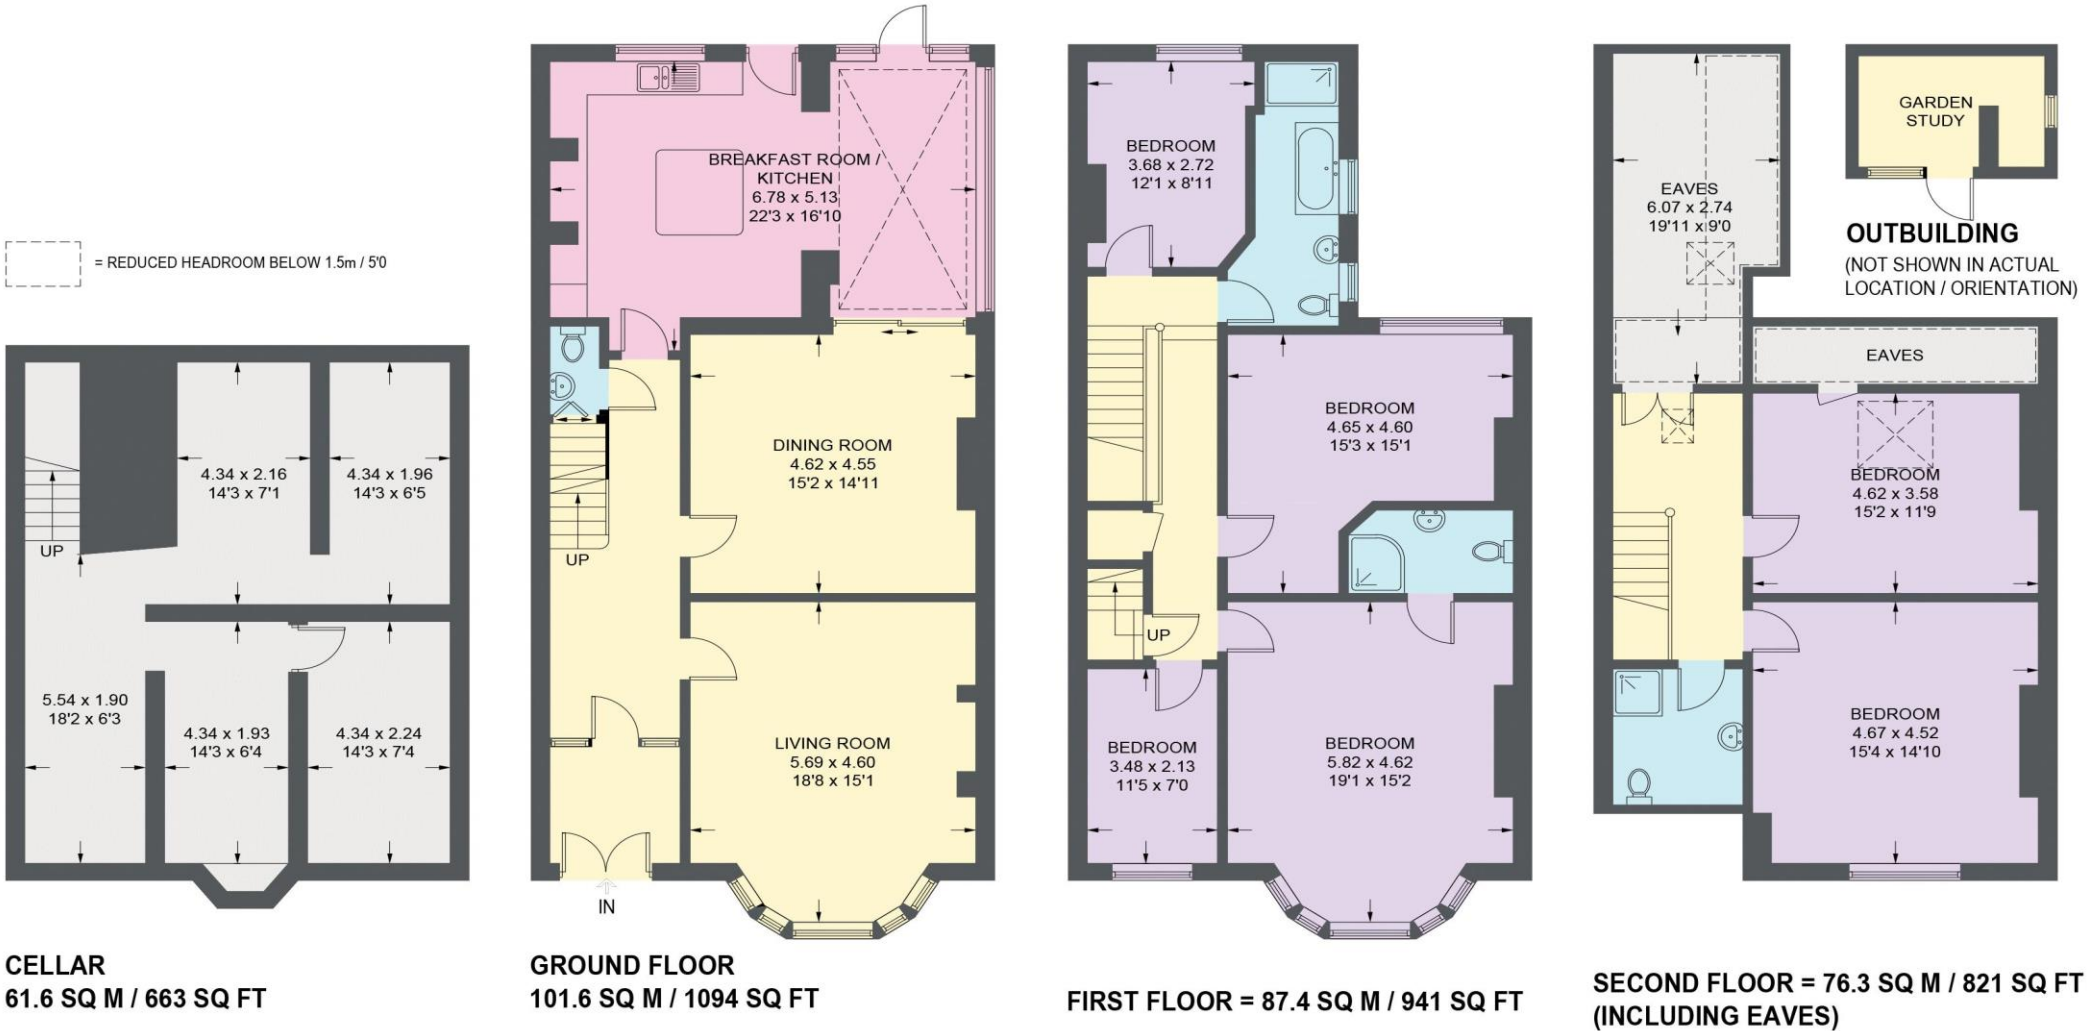 = REDUCED HEADROOM BELOW 1.5m / 5'0
4.34 x 2.16
14'3 x 7'1
4.34 x 1.96
14'3 x 6'5
UP
5.54 x 1.90
18'2 x 6'3
4.34 x 1.93
14'3 x 6'4
4.34 x 2.24
14'3 x 7'4
CELLAR
61.6 SQ M / 663 SQ FT
BREAKFAST ROOM /
KITCHEN
6.78 x 5.13
22'3 x 16'10
DINING ROOM
4.62 x 4.55
15'2 x 14'11
UP
LIVING ROOM
5.69 x 4.60
18'8 x 15'1
IN
GROUND FLOOR
101.6 SQ M / 1094 SQ FT
BEDROOM
3.68 x 2.72
12'1 x 8'11
BEDROOM
4.65 x 4.60
15'3 x 15'1
UP
BEDROOM
3.48 x 2.13
11'5 x 7'0
BEDROOM
5.82 x 4.62
19'1 x 15'2
FIRST FLOOR = 87.4 SQ M / 941 SQ FT
EAVES
6.07 x 2.74
19'11 x 9'0
EAVES
BEDROOM
4.62 x 3.58
15'2 x 11'9
BEDROOM
4.67 x 4.52
15'4 x 14'10
SECOND FLOOR = 76.3 SQ M / 821 SQ FT
(INCLUDING EAVES)
GARDEN
STUDY
OUTBUILDING
(NOT SHOWN IN ACTUAL
LOCATION / ORIENTATION)